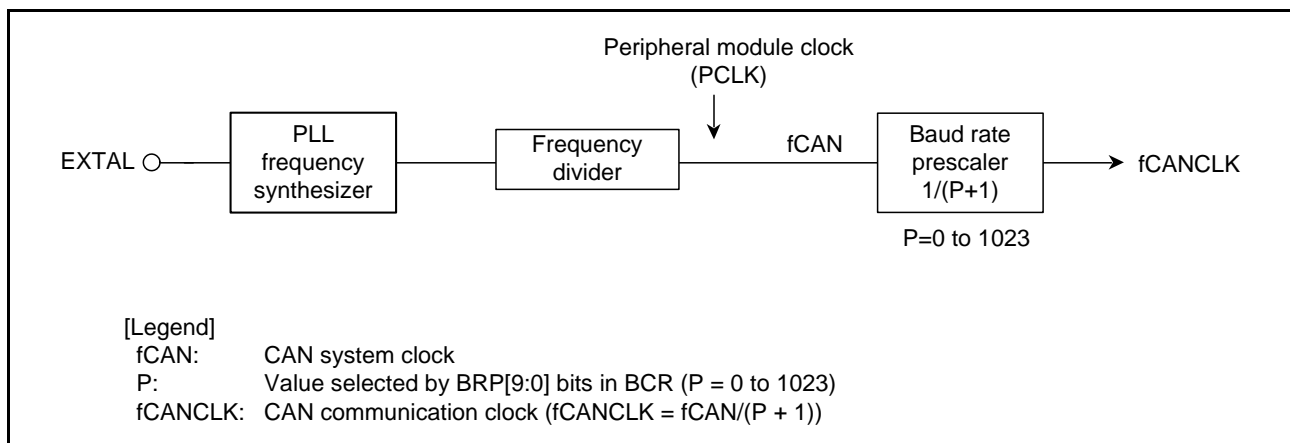 Peripheral module clock
(PCLK)
EXTAL
PLL
frequency
synthesizer
Frequency
divider
fCAN
Baud rate
prescaler
1/(P+1)
fCANCLK
P=0 to 1023
[Legend]
fCAN: CAN system clock
P: Value selected by BRP[9:0] bits in BCR (P = 0 to 1023)
fCANCLK: CAN communication clock (fCANCLK = fCAN/(P + 1))